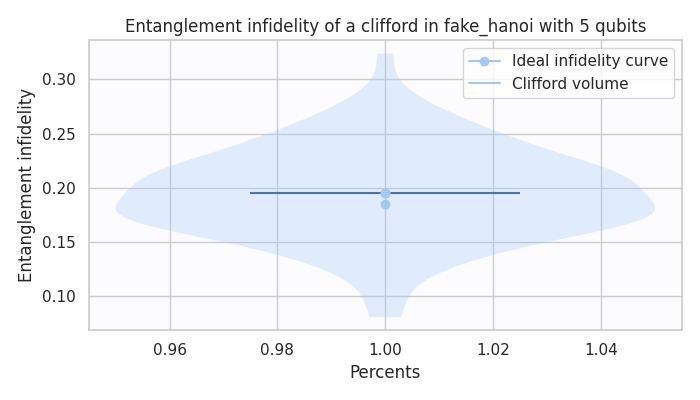 Entanglement infidelity of a clifford in fake_hanoi with 5 qubits
Ideal infidelity curve
Clifford volume
Entanglement infidelity
0.30
0.25
0.20
0.15
0.10
0.96 0.98 1.00 1.02 1.04
Percents